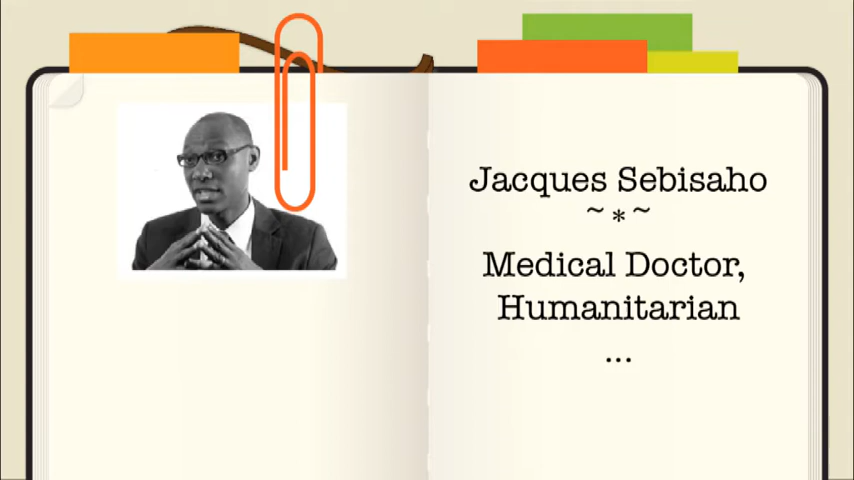 Jacques Sebisaho
~ * ~
Medical Doctor,
Humanitarian
...